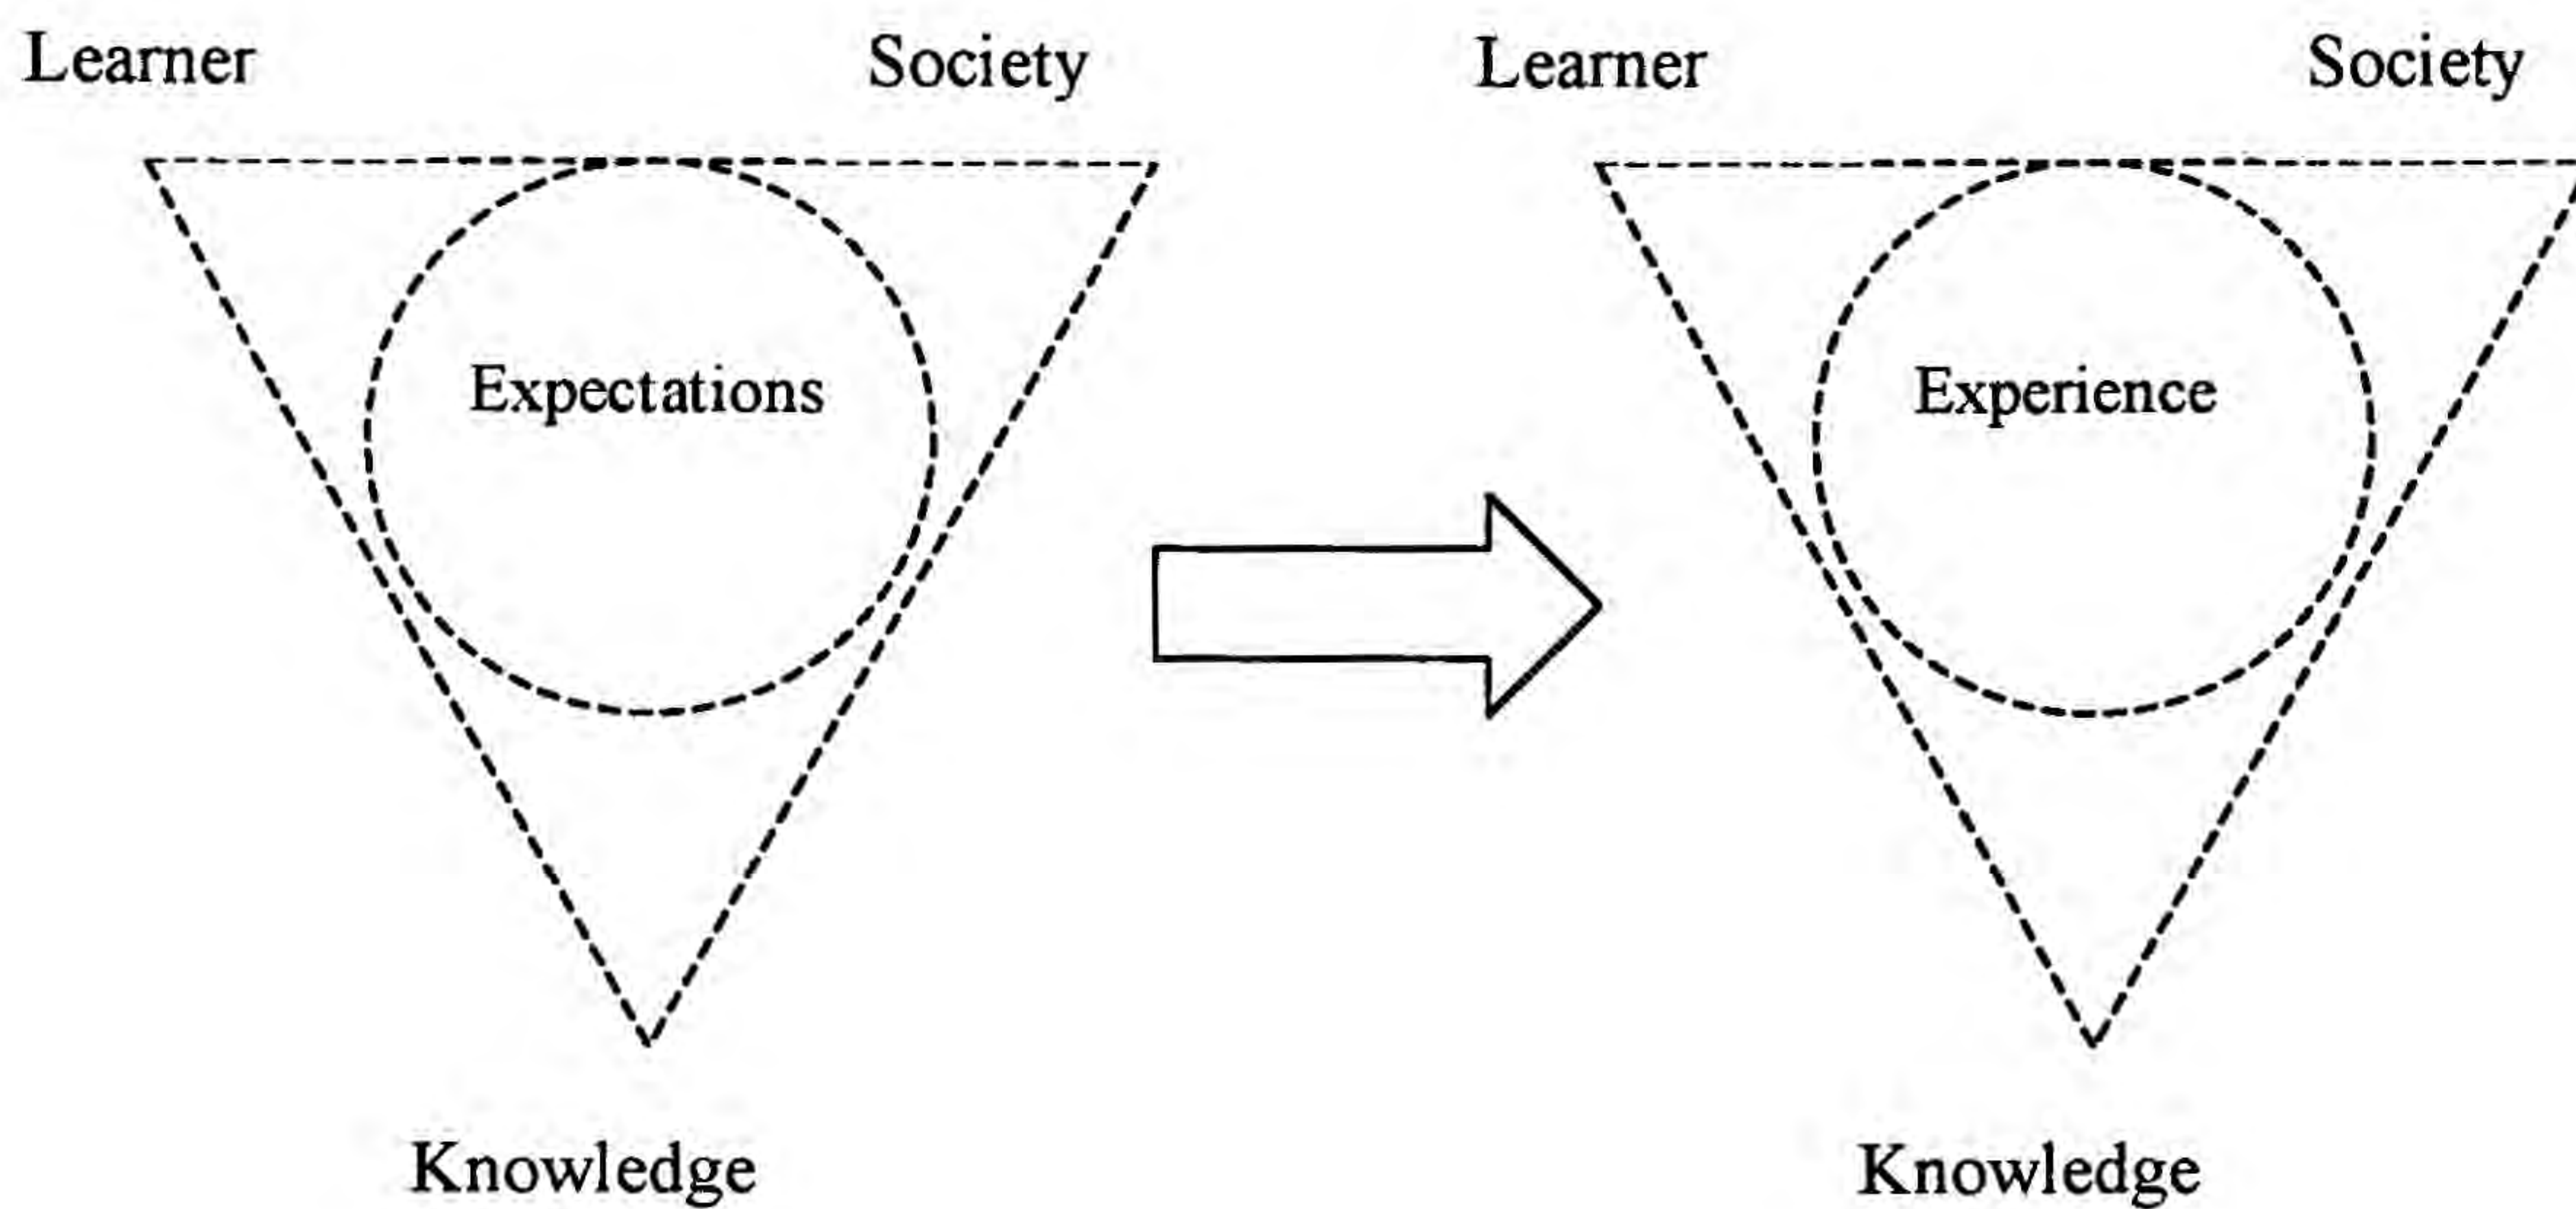 Learner Society Learner Society
Expectations Experience
Knowledge Knowledge